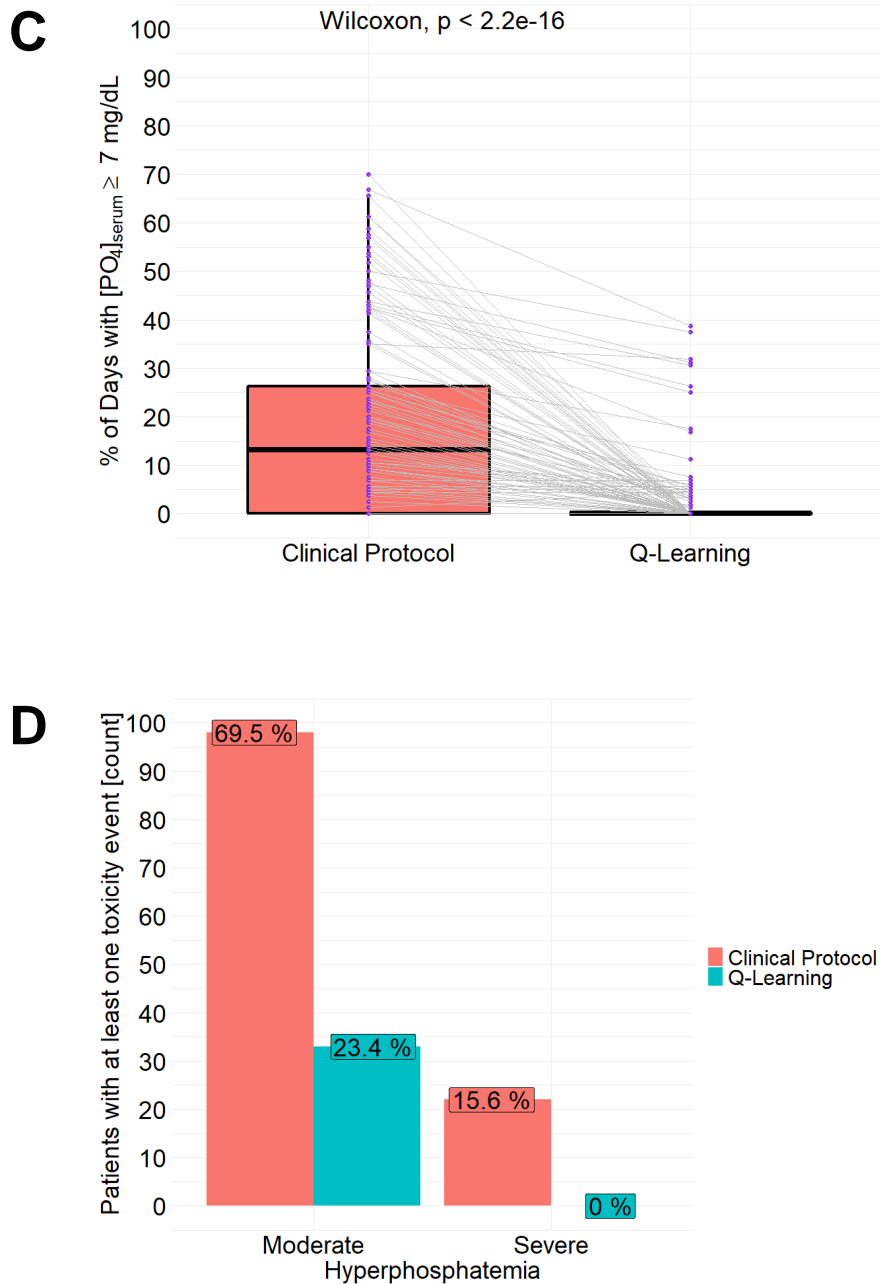 C
Wilcoxon, p < 2.2e-16
% of Days with [PO4]serum ≥ 7 mg/dL
100
90
80
70
60
50
40
30
20
10
0
Clinical Protocol
Q-Learning
D
Patients with at least one toxicity event [count]
100
90
80
70
60
50
40
30
20
10
0
69.5 %
23.4 %
15.6 %
0 %
Moderate
Severe
Hyperphosphatemia
Clinical Protocol
Q-Learning